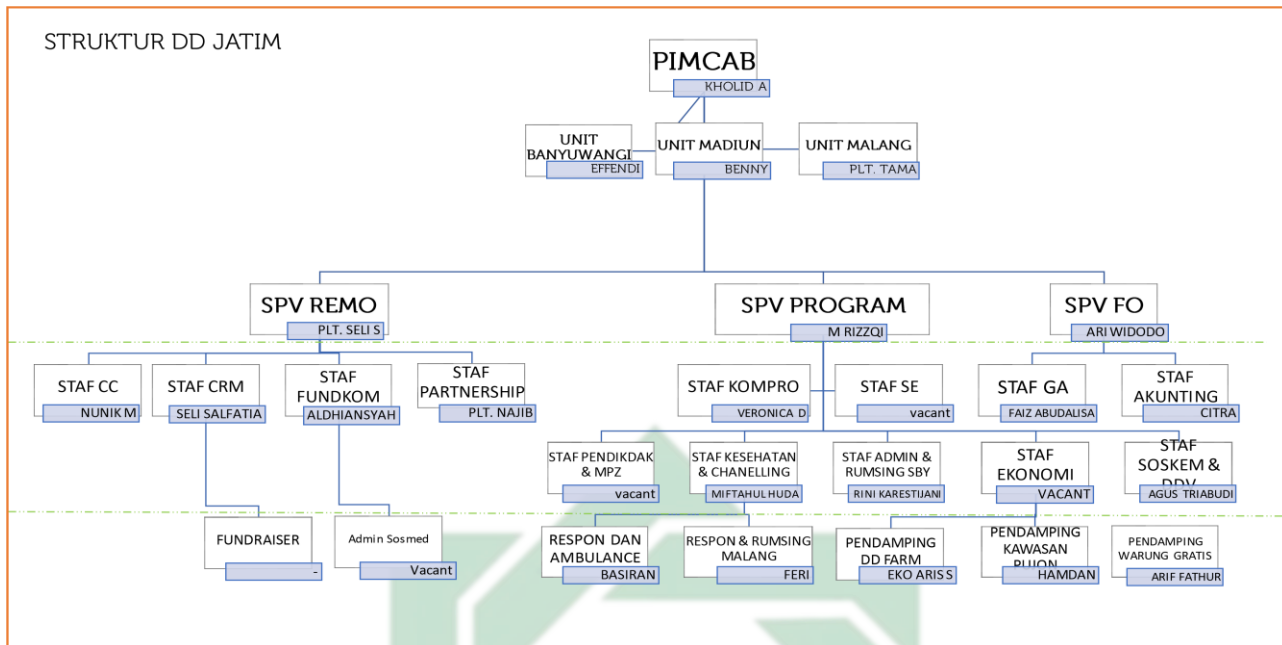 STRUKTUR DD JATIM
PIMCAB
KHOLID A
UNIT
BANYUWANGI
EFFENDI
UNIT MADIUN
BENNY
UNIT MALANG
PLT. TAMA
SPV REMO
PLT. SELI S
SPV PROGRAM
M RIZZQI
SPV FO
ARI WIDODO
STAF CC
NUNIK M
STAF CRM
SELI SALFATIA
STAF
FUNDKOM
ALDHIANSYAH
STAF
PARTNERSHIP
PLT. NAJIB
STAF KOMPRO
VERONICA D
STAF SE
vacant
STAF GA
FAIZ ABUDALISA
STAF
AKUNTING
CITRA
STAF PENDIKDAK
& MPZ
vacant
STAF KESEHATAN
& CHANELLING
MIFTAHUL HUDA
STAF ADMIN &
RUMSING SBY
RINI KARESTIJANI
STAF
EKONOMI
VACANT
STAF
SOSKEM &
DDV
AGUS TRIABUDI
FUNDRAISER
-
Admin Sosmed
Vacant
RESPON DAN
AMBULANCE
BASIRAN
RESPON & RUMSING
MALANG
FERI
PENDAMPING
DD FARM
EKO ARIS S
PENDAMPING
KAWASAN
PUJON
HAMDAN
PENDAMPING
WARUNG GRATIS
ARIF FATHUR